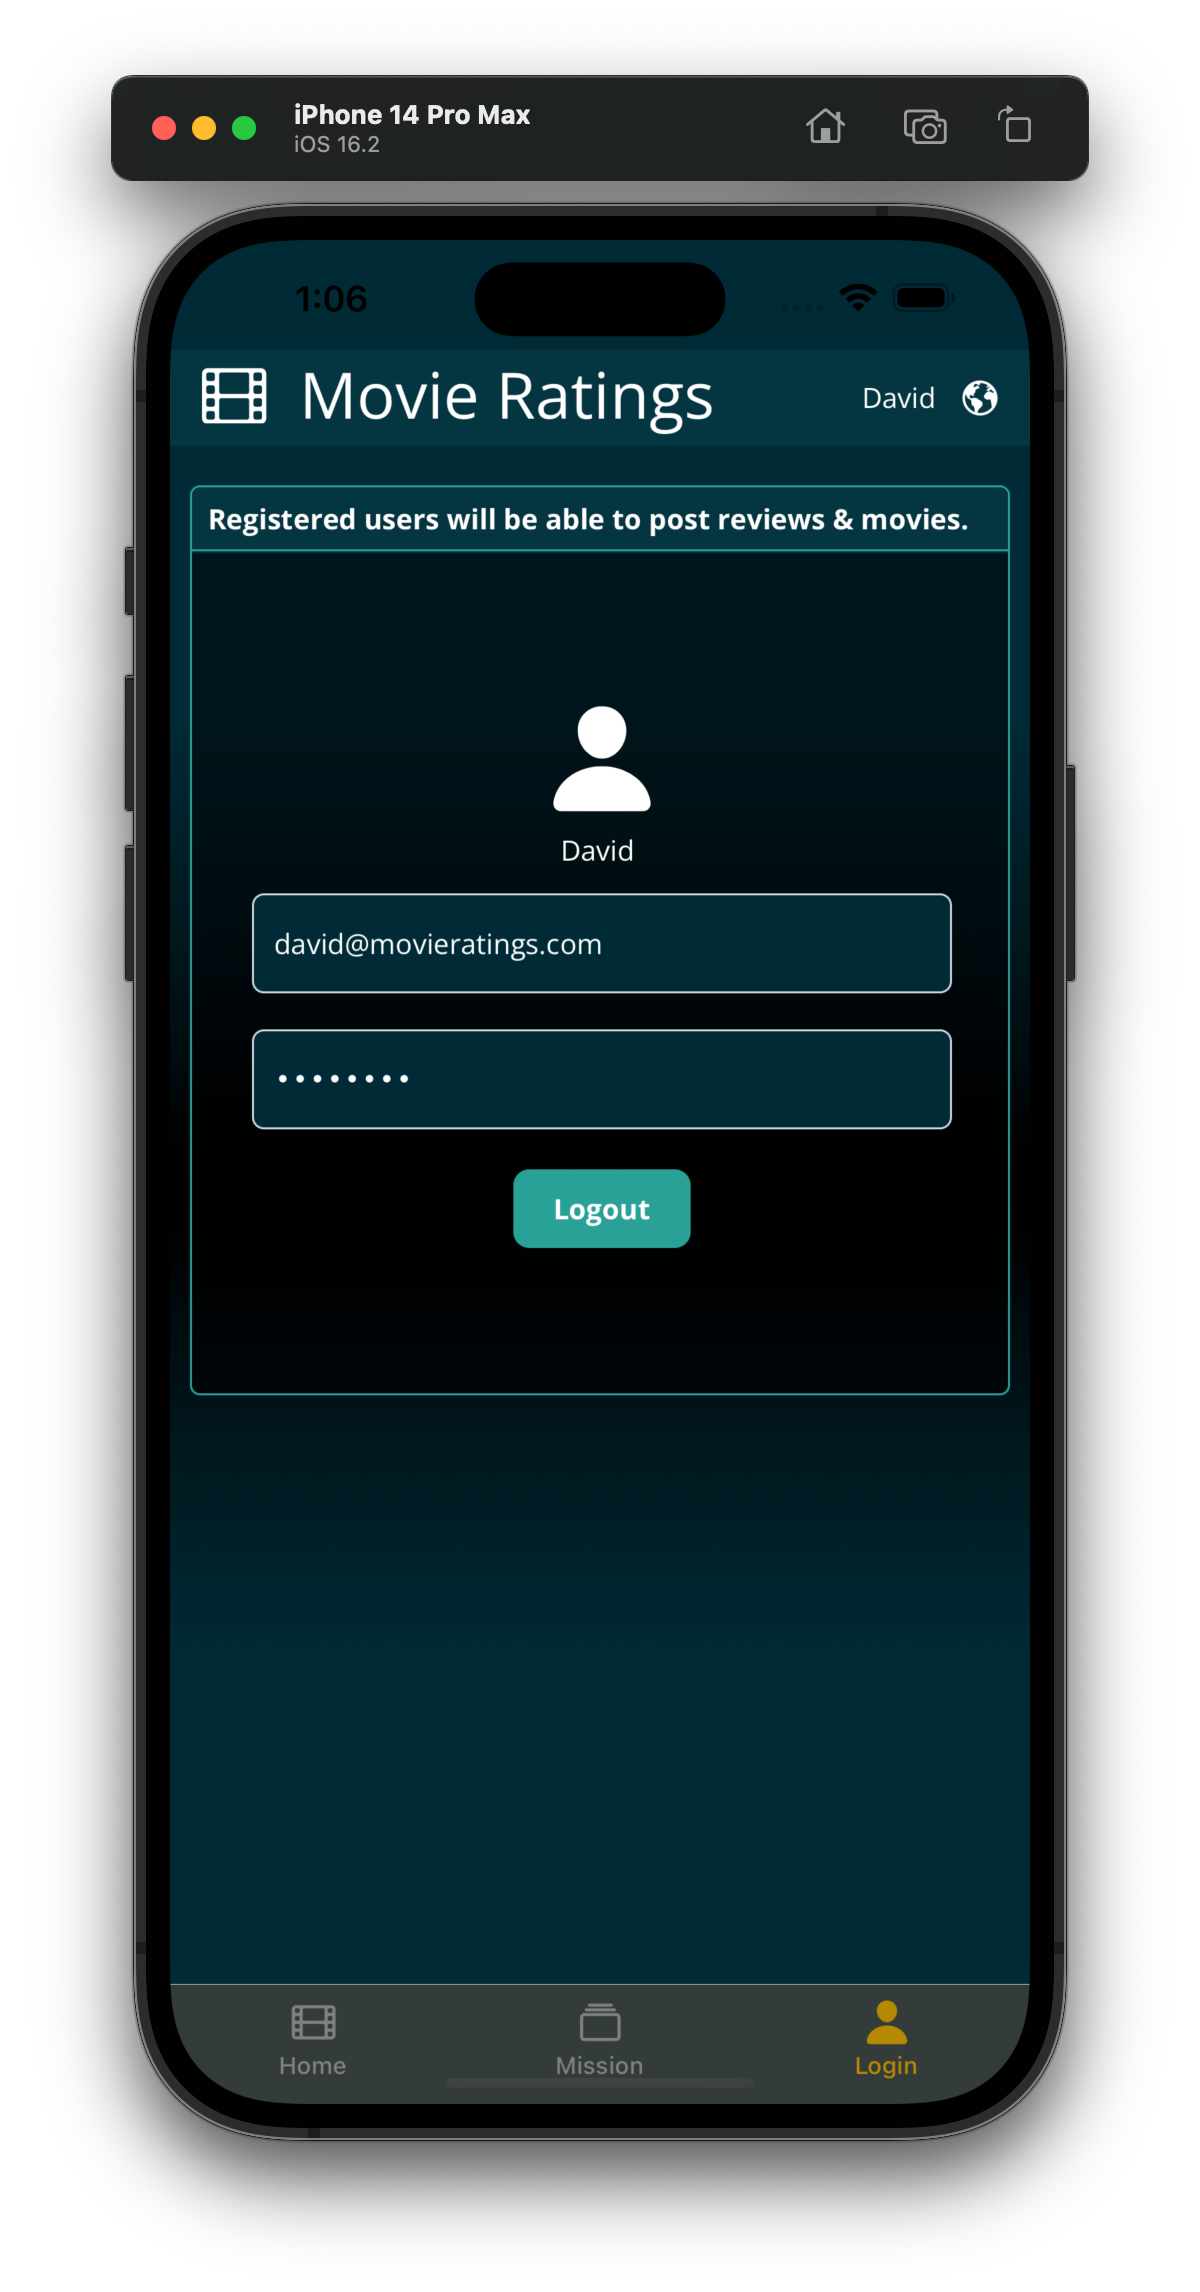 iPhone 14 Pro Max
iOS 16.2
1:06
Movie Ratings
David
Registered users will be able to post reviews & movies.
David
david@movieratings.com
••••••••
Logout
Home
Mission
Login